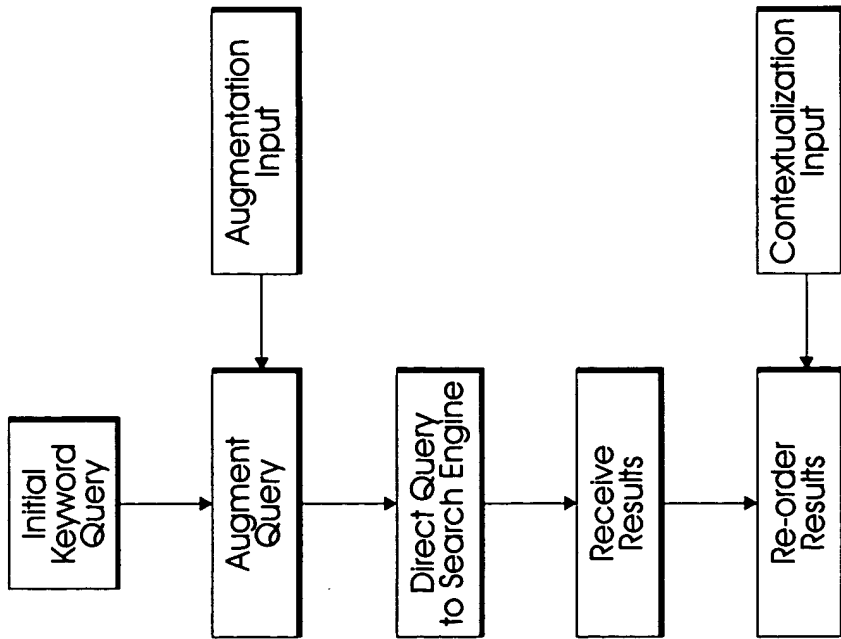 Initial
Keyword
Query
Augment
Query
Augmentation
Input
Direct Query
to Search Engine
Receive
Results
Re-order
Results
Contextualization
Input